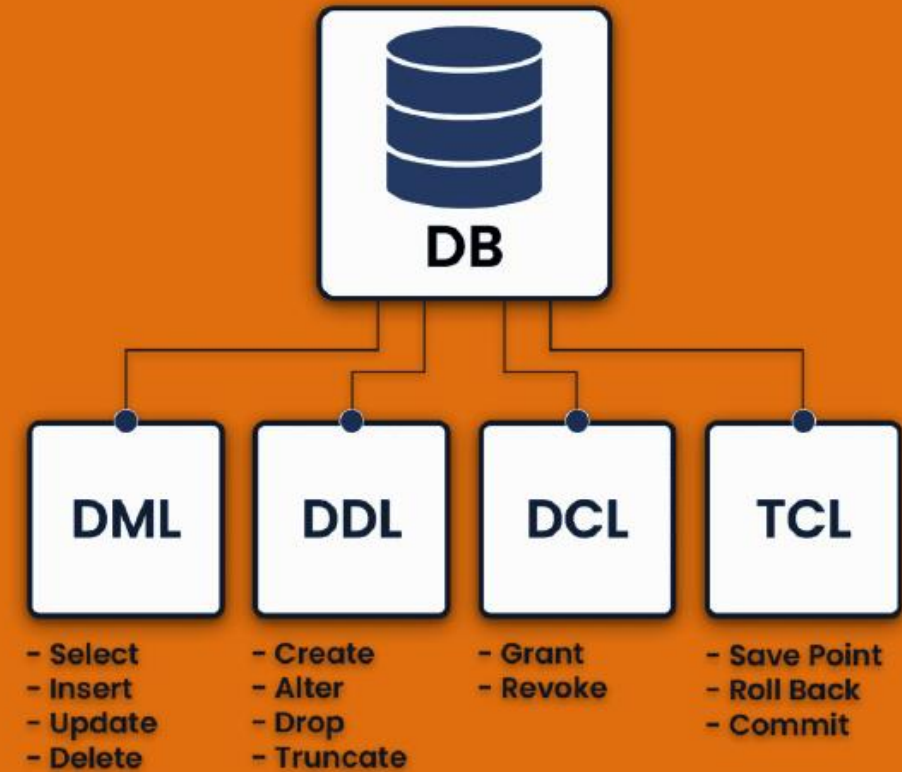 DB
DML
DDL
DCL
TCL
- Select
- Insert
- Update
- Delete
- Create
- Alter
- Drop
- Truncate
- Grant
- Revoke
- Save Point
- Roll Back
- Commit